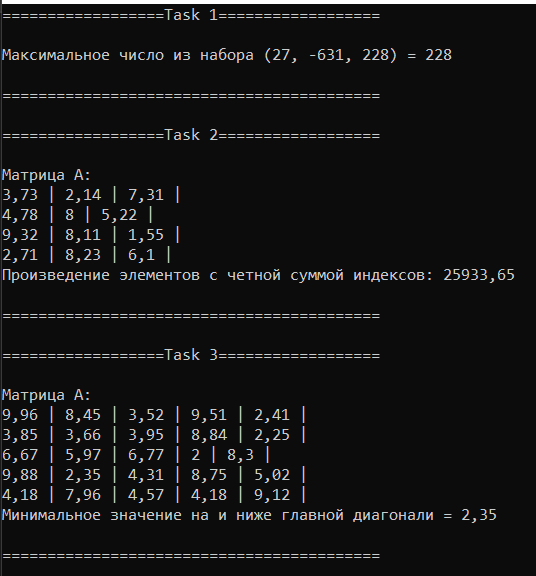 ==================Task 1==================
Максимальное число из набора (27, -631, 228) = 228
==========================================
==================Task 2==================
Матрица A:
3,73 | 2,14 | 7,31 |
4,78 | 8 | 5,22 |
9,32 | 8,11 | 1,55 |
2,71 | 8,23 | 6,1 |
Произведение элементов с четной суммой индексов: 25933,65
==========================================
==================Task 3==================
Матрица A:
9,96 | 8,45 | 3,52 | 9,51 | 2,41 |
3,85 | 3,66 | 3,95 | 8,84 | 2,25 |
6,67 | 5,97 | 6,77 | 2 | 8,3 |
9,88 | 2,35 | 4,31 | 8,75 | 5,02 |
4,18 | 7,96 | 4,57 | 4,18 | 9,12 |
Минимальное значение на и ниже главной диагонали = 2,35
==========================================